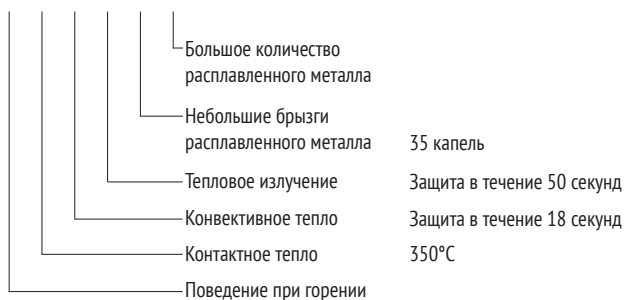 Большое количество
расплавленного металла
Небольшие брызги
расплавленного металла 35 капель
Тепловое излучение Защита в течение 50 секунд
Конвективное тепло Защита в течение 18 секунд
Контактное тепло 350°C
Поведение при горении